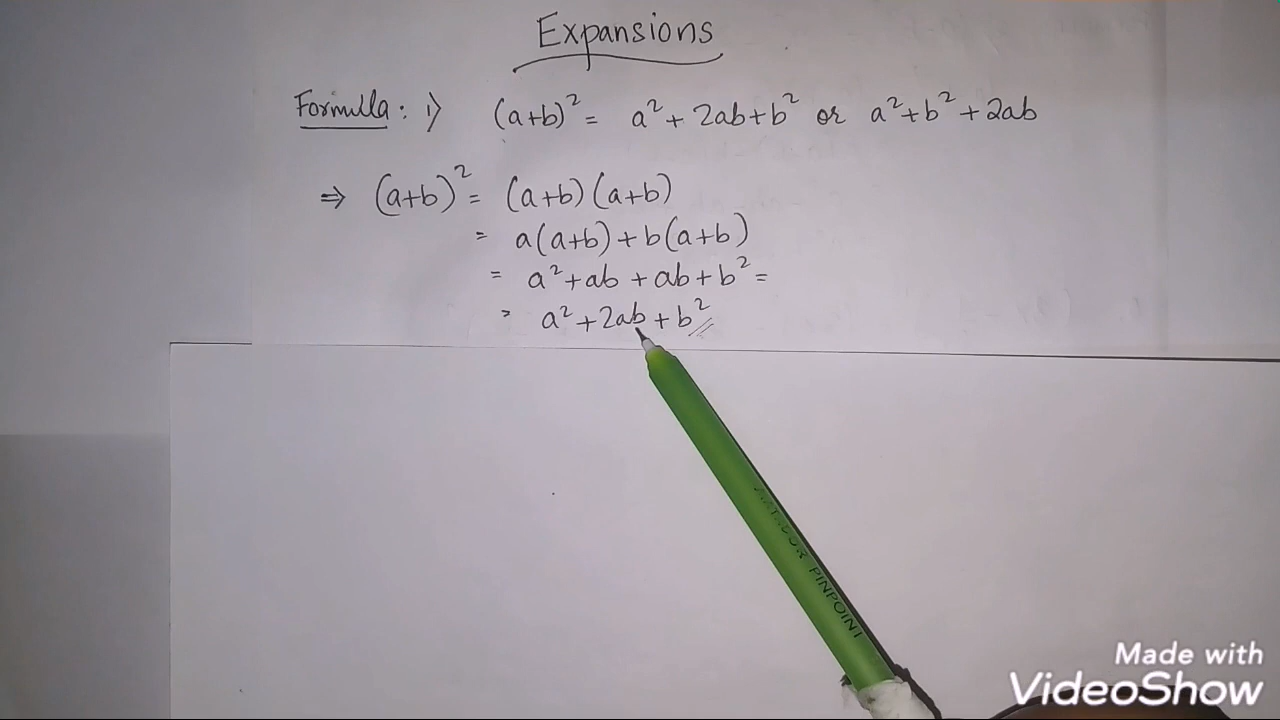 Expansions
Formula: 1) (a+b)² = a² + 2ab + b² or a² + b² + 2ab
⇒ (a+b)² = (a+b) (a+b)
= a(a+b) + b(a+b)
= a² + ab + ab + b² =
= a² + 2ab + b²
PINPOINT
Made with
VideoShow